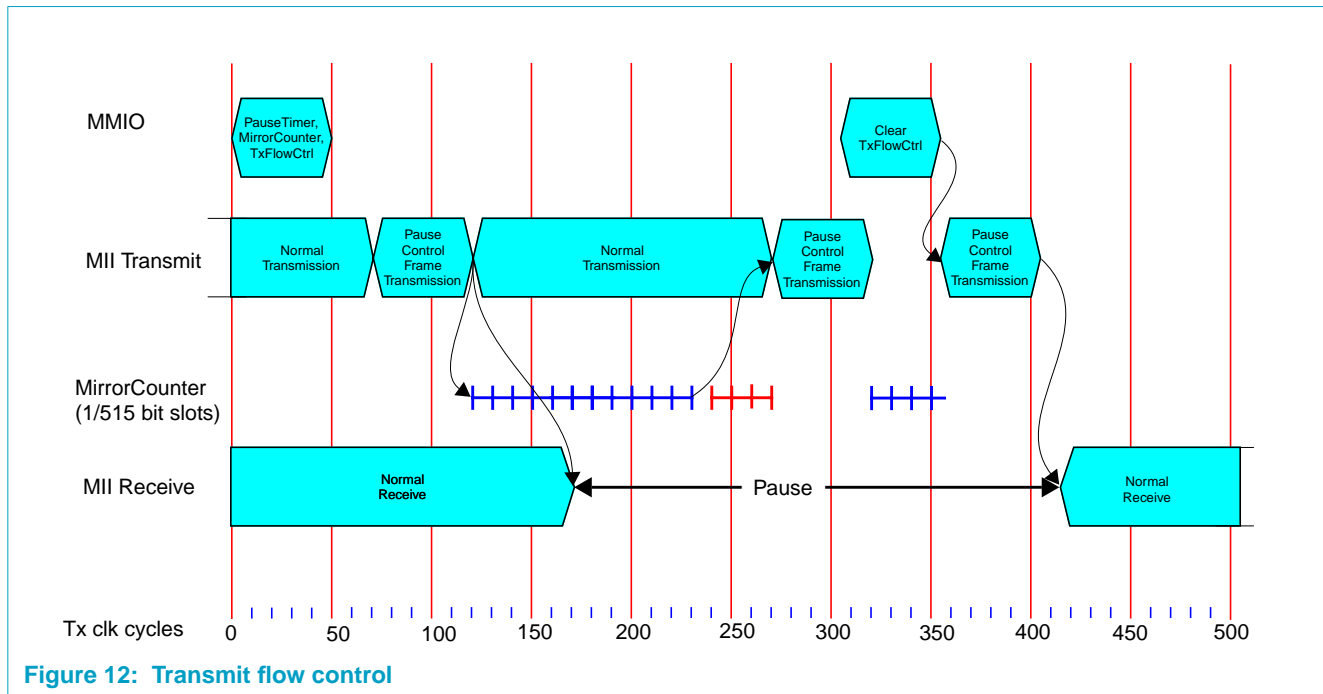 MMIO
PauseTimer,
MirrorCounter,
TxFlowCtrl
Clear
TxFlowCtrl
MII Transmit
Normal
Transmission
Pause
Control
Frame
Transmission
Normal
Transmission
Pause
Control
Frame
Transmission
Pause
Control
Frame
Transmission
MirrorCounter
(1/515 bit slots)
MII Receive
Normal
Receive
Pause
Normal
Receive
Tx clk cycles
0 50 100 150 200 250 300 350 400 450 500
Figure 12: Transmit flow control